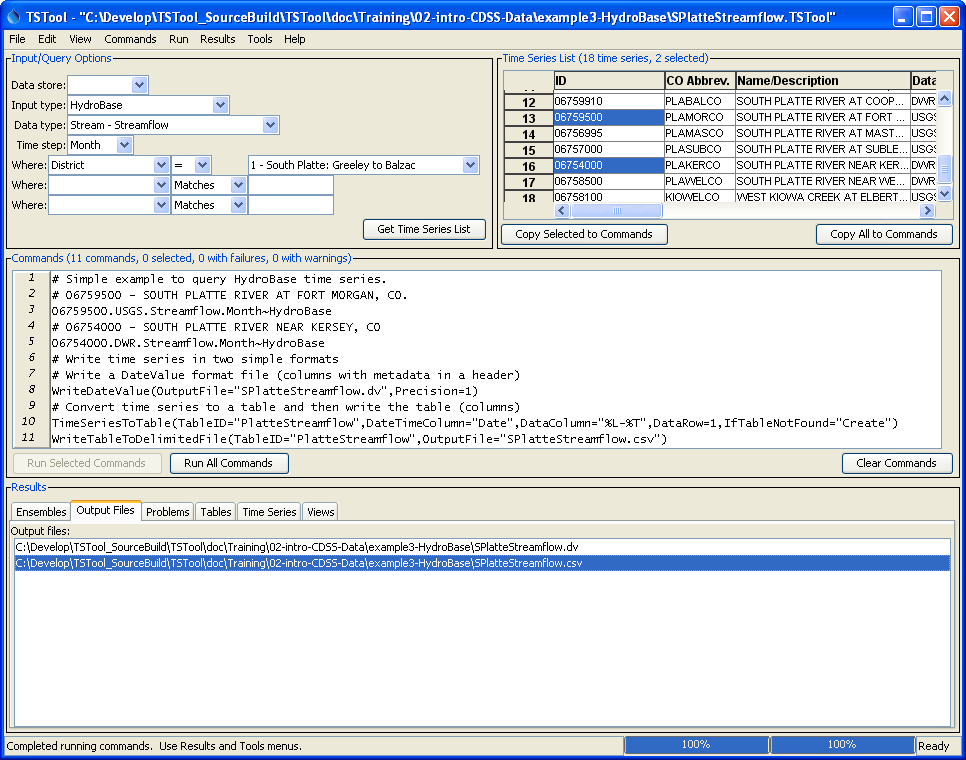 TSTool - "C:\Develop\TSTool_SourceBuild\TSTool\doc\Training\02-intro-CDSS-Data\example3-HydroBase\SPlatteStreamflow.TSTool"
File Edit View Commands Run Results Tools Help
Input/Query Options
Data store:
Input type: HydroBase
Data type: Stream - Streamflow
Time step: Month
Where: District = 1 - South Platte: Greeley to Balzac
Where: Matches
Where: Matches
Get Time Series List
Time Series List (18 time series, 2 selected)
ID CO Abbrev. Name/Description Data
12 06759910 PLABALCO SOUTH PLATTE RIVER AT COOP... DWR
13 06759500 PLAMORCO SOUTH PLATTE RIVER AT FORT ... USGS
14 06756995 PLAMASCO SOUTH PLATTE RIVER AT MAST... DWR
15 06757000 PLASUBCO SOUTH PLATTE RIVER AT SUBLE... USGS
16 06754000 PLAKERCO SOUTH PLATTE RIVER NEAR KER... DWR
17 06758500 PLAWELCO SOUTH PLATTE RIVER NEAR WE... DWR
18 06758100 KIOWELCO WEST KIOWA CREEK AT ELBERT... USGS
Copy Selected to Commands Copy All to Commands
Commands (11 commands, 0 selected, 0 with failures, 0 with warnings)
1 # Simple example to query HydroBase time series.
2 # 06759500 - SOUTH PLATTE RIVER AT FORT MORGAN, CO.
3 06759500.USGS.Streamflow.Month~HydroBase
4 # 06754000 - SOUTH PLATTE RIVER NEAR KERSEY, CO
5 06754000.DWR.Streamflow.Month~HydroBase
6 # Write time series in two simple formats
7 # Write a DateValue format file (columns with metadata in a header)
8 WriteDateValue(OutputFile="SPlatteStreamflow.dv",Precision=1)
9 # Convert time series to a table and then write the table (columns)
10 TimeSeriesToTable(TableID="PlatteStreamflow",DateTimeColumn="Date",DataColumn="%L-%T",DataRow=1,IfTableNotFound="Create")
11 WriteTableToDelimitedFile(TableID="PlatteStreamflow",OutputFile="SPlatteStreamflow.csv")
Run Selected Commands Run All Commands Clear Commands
Results
Ensembles Output Files Problems Tables Time Series Views
Output files:
C:\Develop\TSTool_SourceBuild\TSTool\doc\Training\02-intro-CDSS-Data\example3-HydroBase\SPlatteStreamflow.dv
C:\Develop\TSTool_SourceBuild\TSTool\doc\Training\02-intro-CDSS-Data\example3-HydroBase\SPlatteStreamflow.csv
Completed running commands. Use Results and Tools menus. 100% 100% Ready